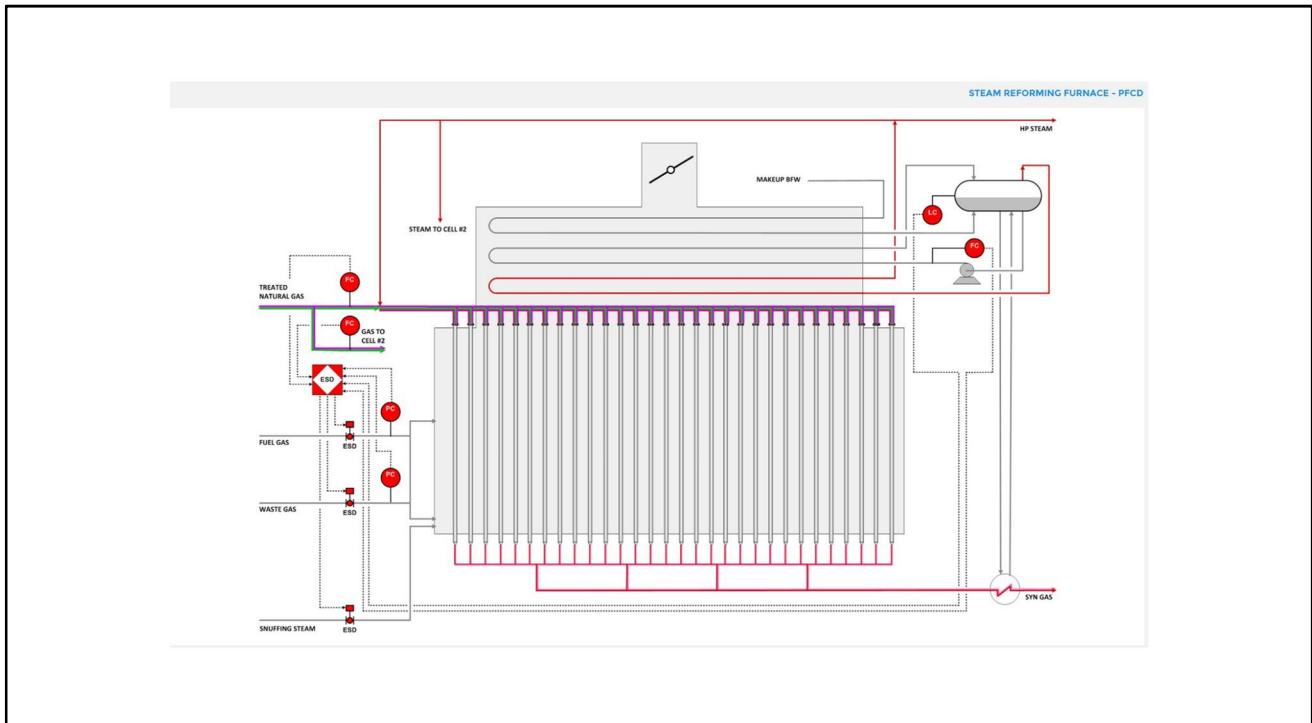 STEAM REFORMING FURNACE – PFCD
HP STEAM
MAKEUP BFW
LC
STEAM TO CELL #2
FC
FC
TREATED
NATURAL GAS
FC
GAS TO
CELL #2
ESD
PC
FUEL GAS
ESD
PC
WASTE GAS
ESD
SYN GAS
SNUFFING STEAM
ESD